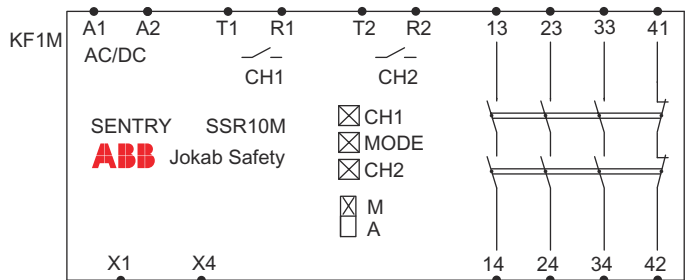 A1 A2 T1 R1 T2 R2 13 23 33 41
KF1M
AC/DC
CH1 CH2
SENTRY SSR10M
ABB Jokab Safety
CH1
MODE
CH2
M
A
X1 X4 14 24 34 42